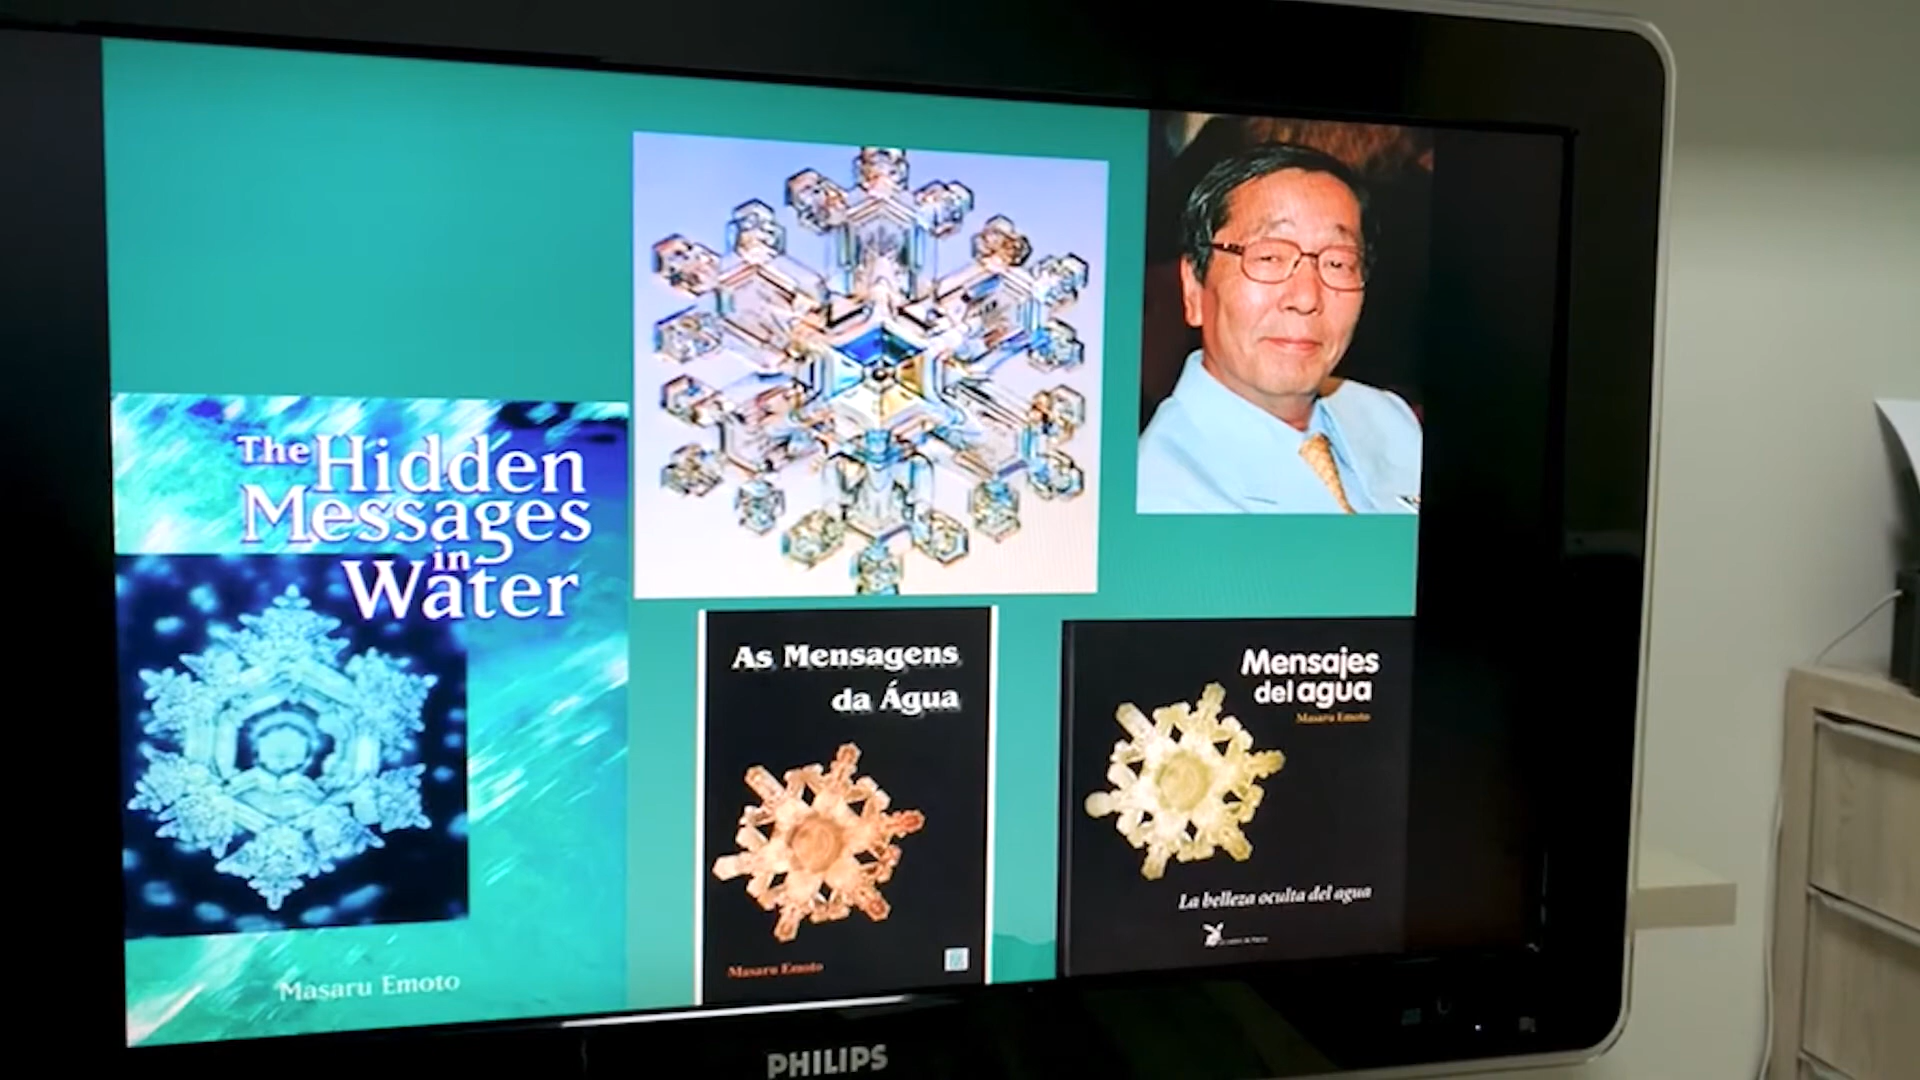 The Hidden
Messages
in
Water
Masaru Emoto
As Mensagens
da Água
Masaru Emoto
Mensajes
del agua
Masaru Emoto
La belleza oculta del agua
PHILIPS